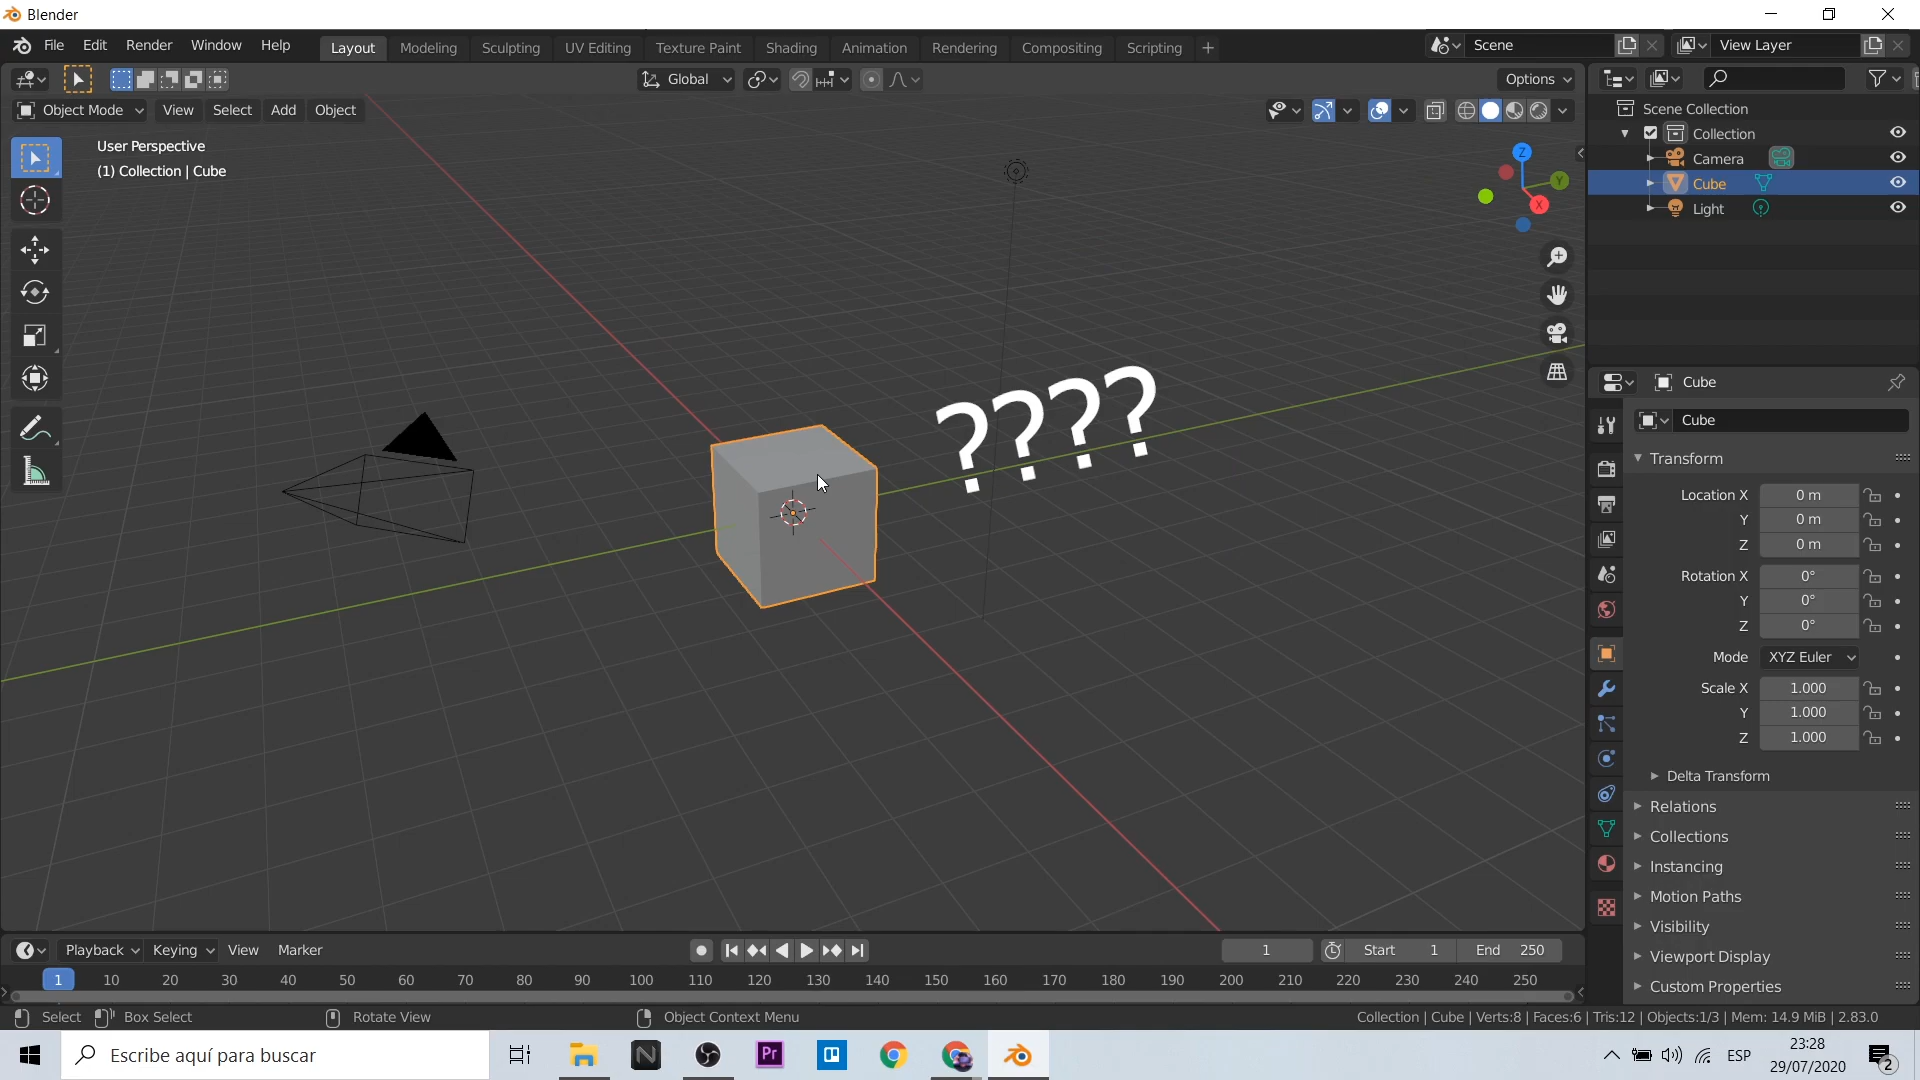 Blender
File Edit Render Window Help Layout Modeling Sculpting UV Editing Texture Paint Shading Animation Rendering Compositing Scripting + Scene View Layer
Global Options
Object Mode View Select Add Object
User Perspective
(1) Collection | Cube
Z
Y
X
????
Scene Collection
Collection
Camera
Cube
Light
Cube
Cube
Transform
Location X 0 m
Y 0 m
Z 0 m
Rotation X 0°
Y 0°
Z 0°
Mode XYZ Euler
Scale X 1.000
Y 1.000
Z 1.000
Delta Transform
Relations
Collections
Instancing
Motion Paths
Visibility
Viewport Display
Custom Properties
Playback Keying View Marker 1 Start 1 End 250
1 10 20 30 40 50 60 70 80 90 100 110 120 130 140 150 160 170 180 190 200 210 220 230 240 250
Select Box Select Rotate View Object Context Menu Collection | Cube | Verts:8 | Faces:6 | Tris:12 | Objects:1/3 | Mem: 14.9 MiB | 2.83.0
Escribe aquí para buscar N Pr ESP 23:28
29/07/2020 2